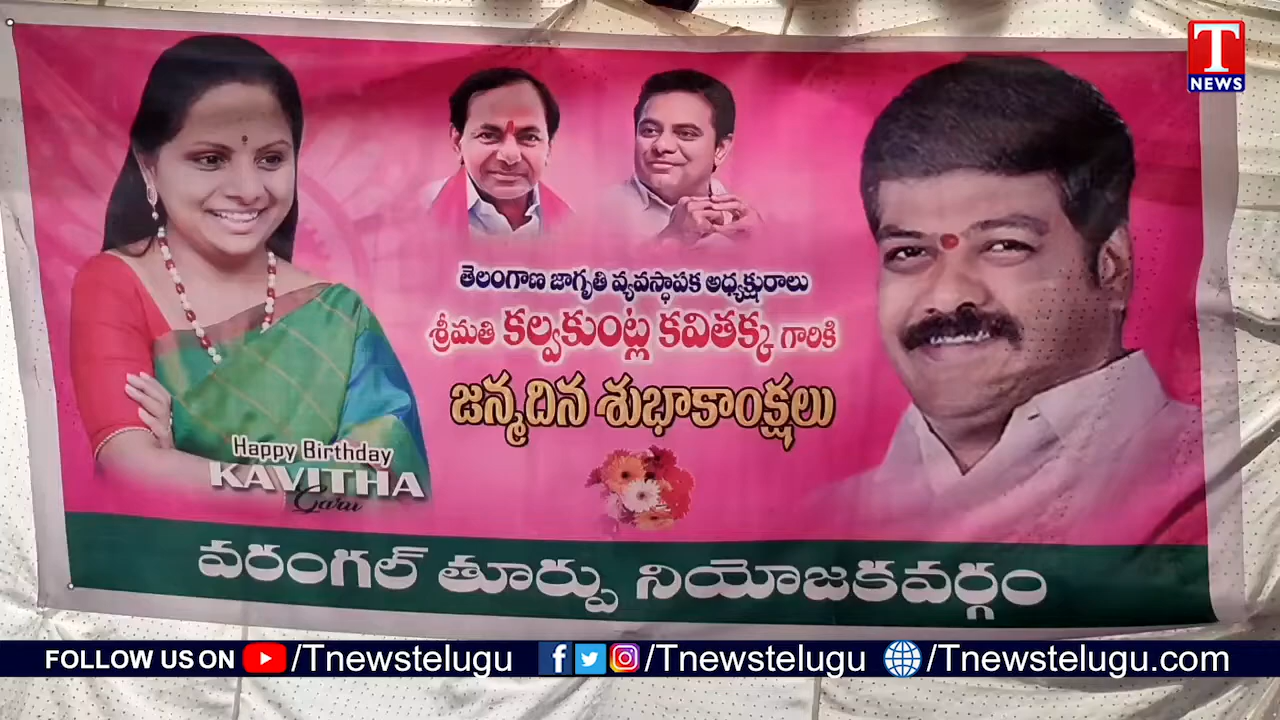 T
NEWS
తెలంగాణ జాగృతి వ్యవస్థాపక అధ్యక్షురాలు
శ్రీమతి కల్వకుంట్ల కవితక్క గారికి
జన్మదిన శుభాకాంక్షలు
Happy Birthday
KAVITHA
Garu
వరంగల్ తూర్పు నియోజకవర్గం
FOLLOW US ON /Tnewstelugu /Tnewstelugu /Tnewstelugu.com